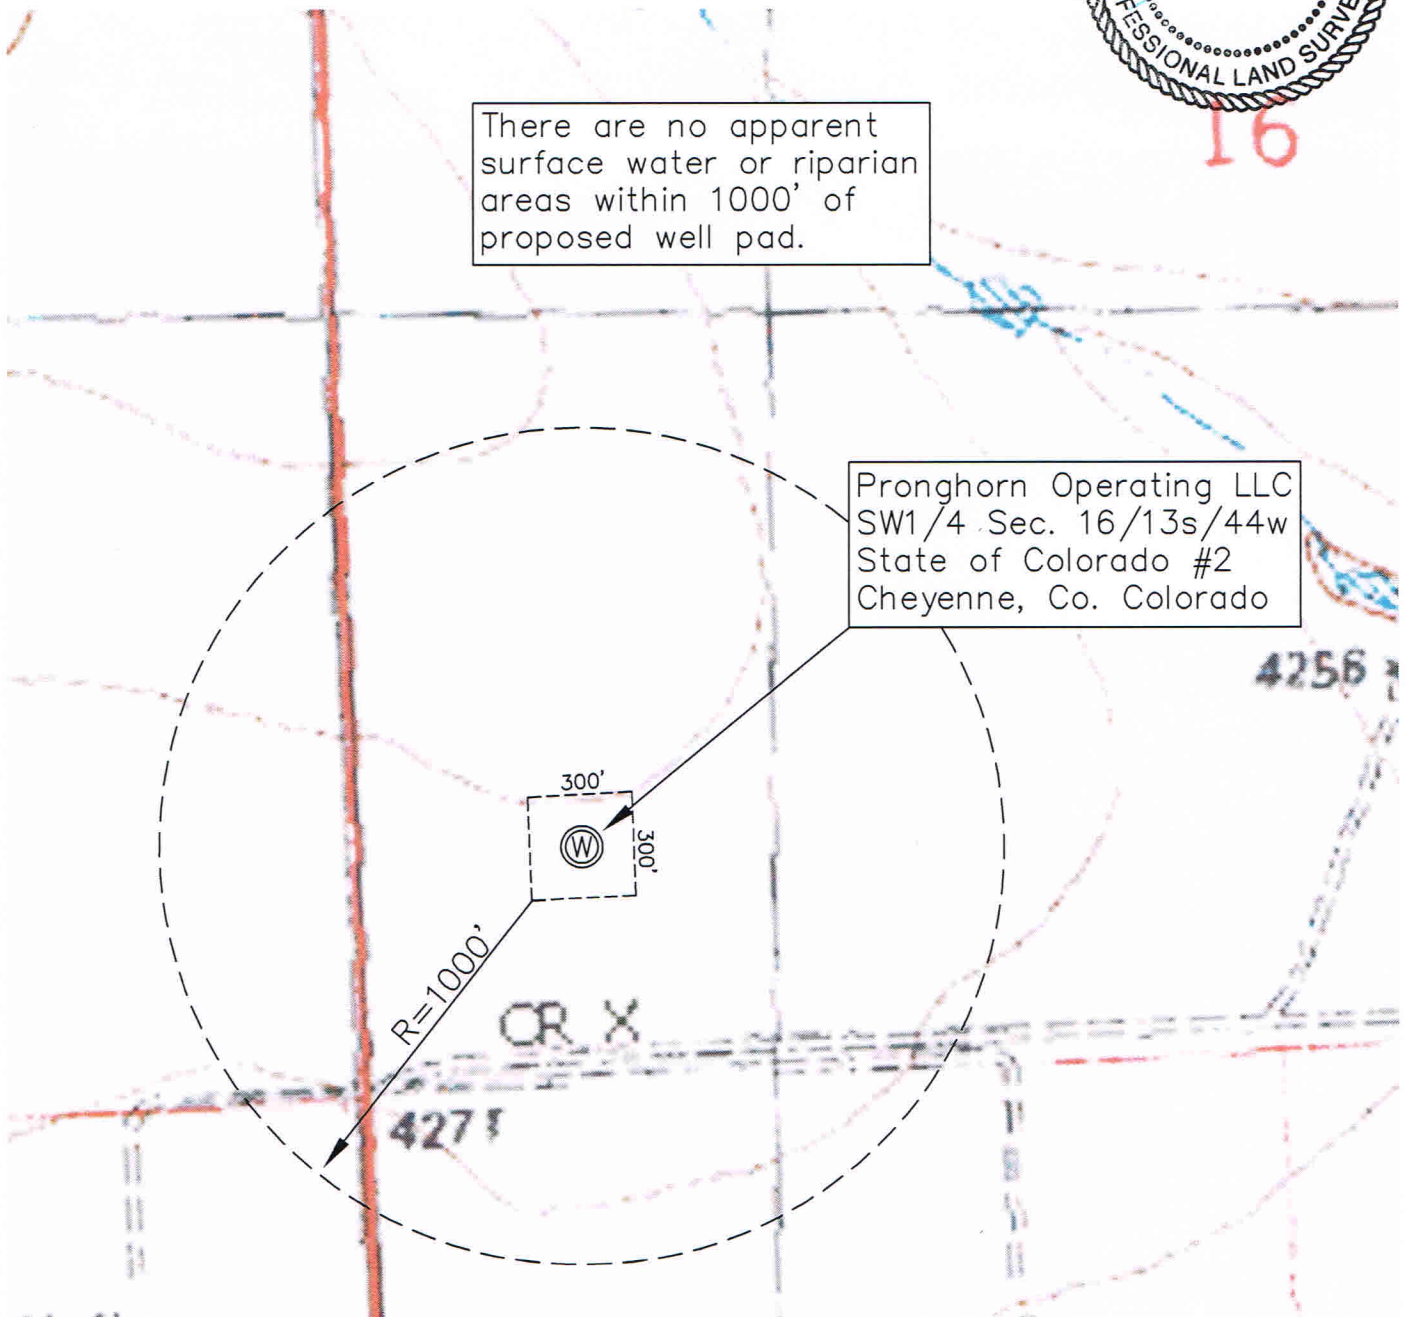 FESSIONAL LAND SURVE
16
There are no apparent
surface water or riparian
areas within 1000' of
proposed well pad.
Pronghorn Operating LLC
SW1/4 Sec. 16/13s/44w
State of Colorado #2
Cheyenne, Co. Colorado
4256
300'
W
300'
R=1000'
CR X
427